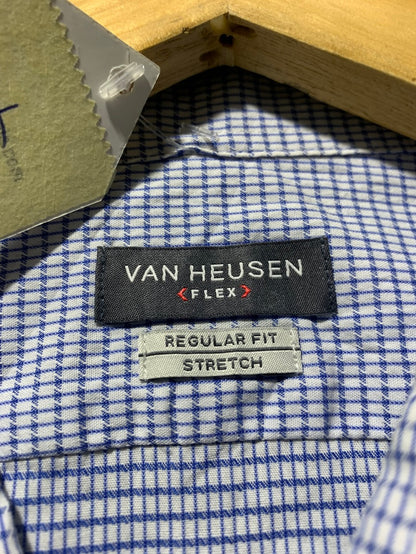 VAN HEUSEN
FLEX
REGULAR FIT
STRETCH